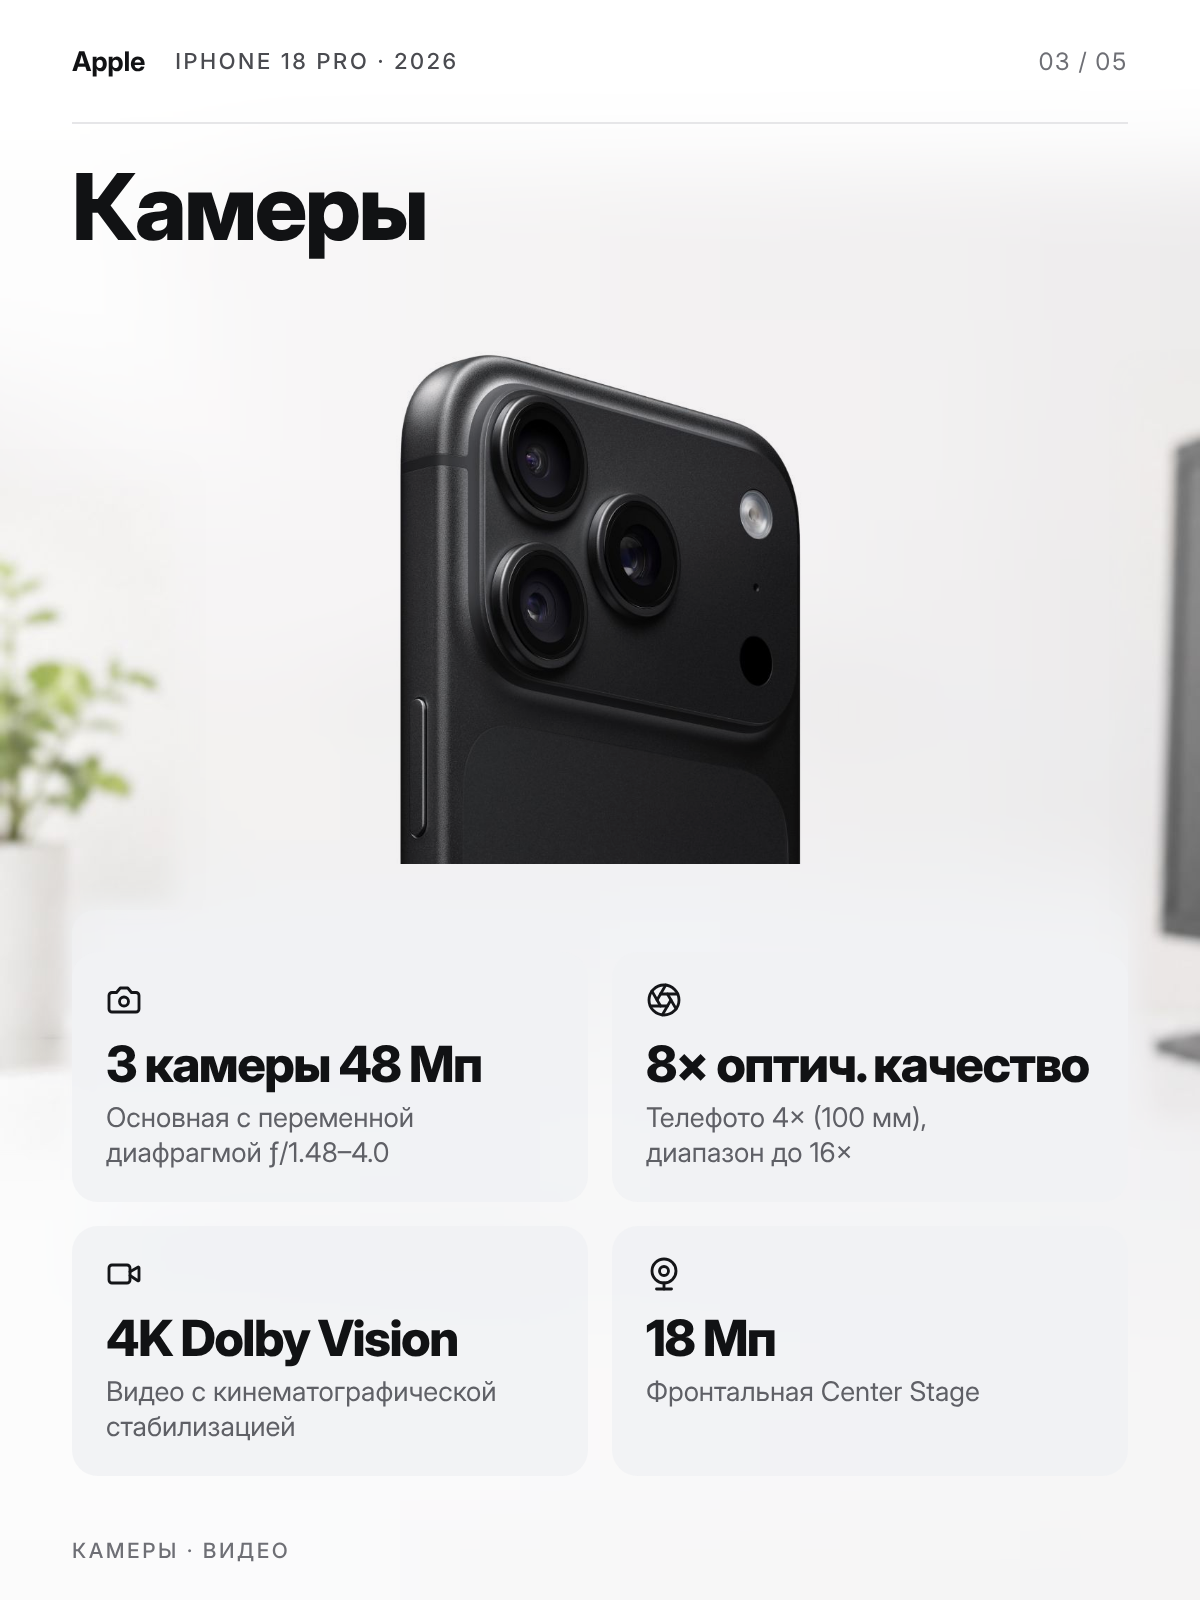 Apple IPHONE 18 PRO · 2026 03 / 05
Камеры
3 камеры 48 Мп
Основная с переменной
диафрагмой ƒ/1.48–4.0
8× оптич. качество
Телефото 4× (100 мм),
диапазон до 16×
4K Dolby Vision
Видео с кинематографической
стабилизацией
18 Мп
Фронтальная Center Stage
КАМЕРЫ · ВИДЕО